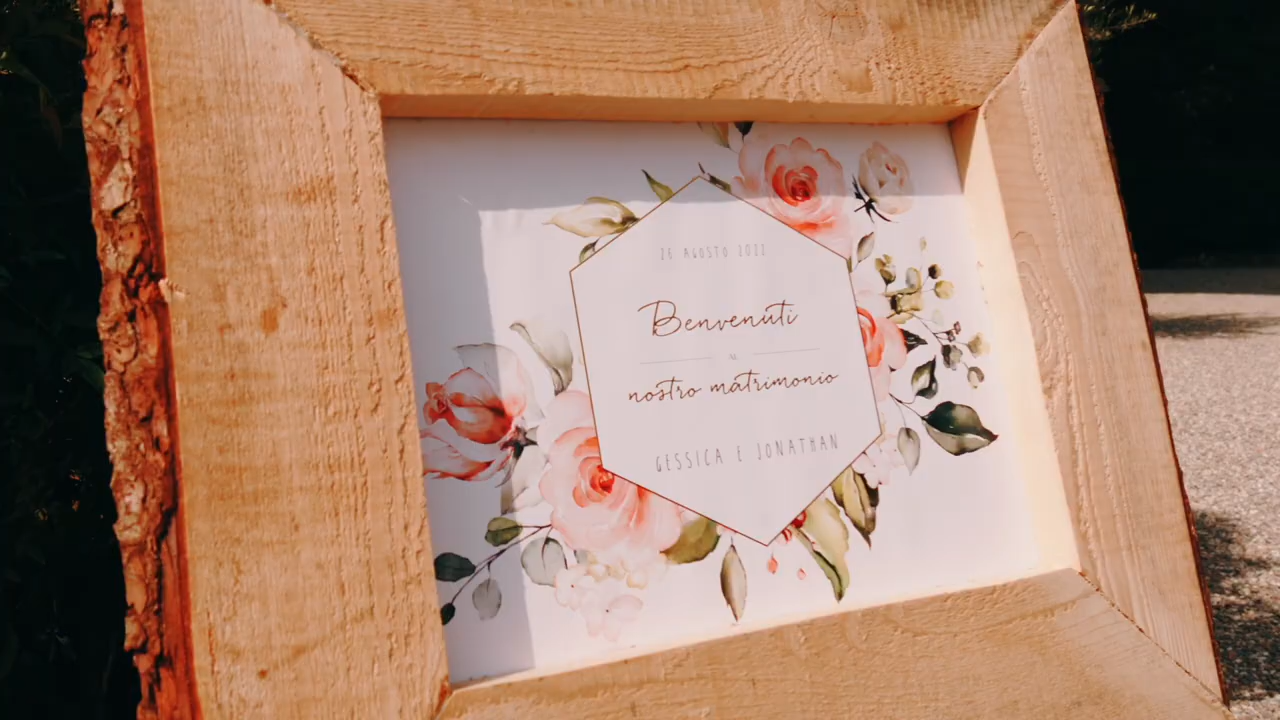 26 AGOSTO 2022
Benvenuti
AL
nostro matrimonio
GESSICA E JONATHAN